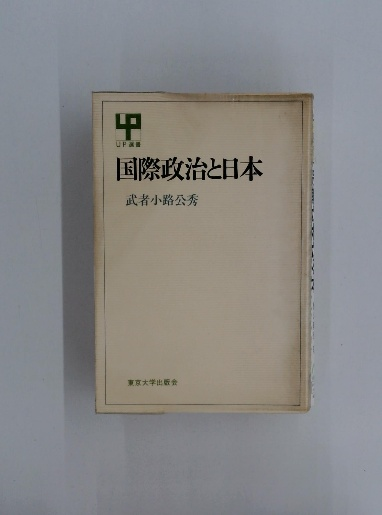 UP選書
国際政治と日本
武者小路公秀
東京大学出版会